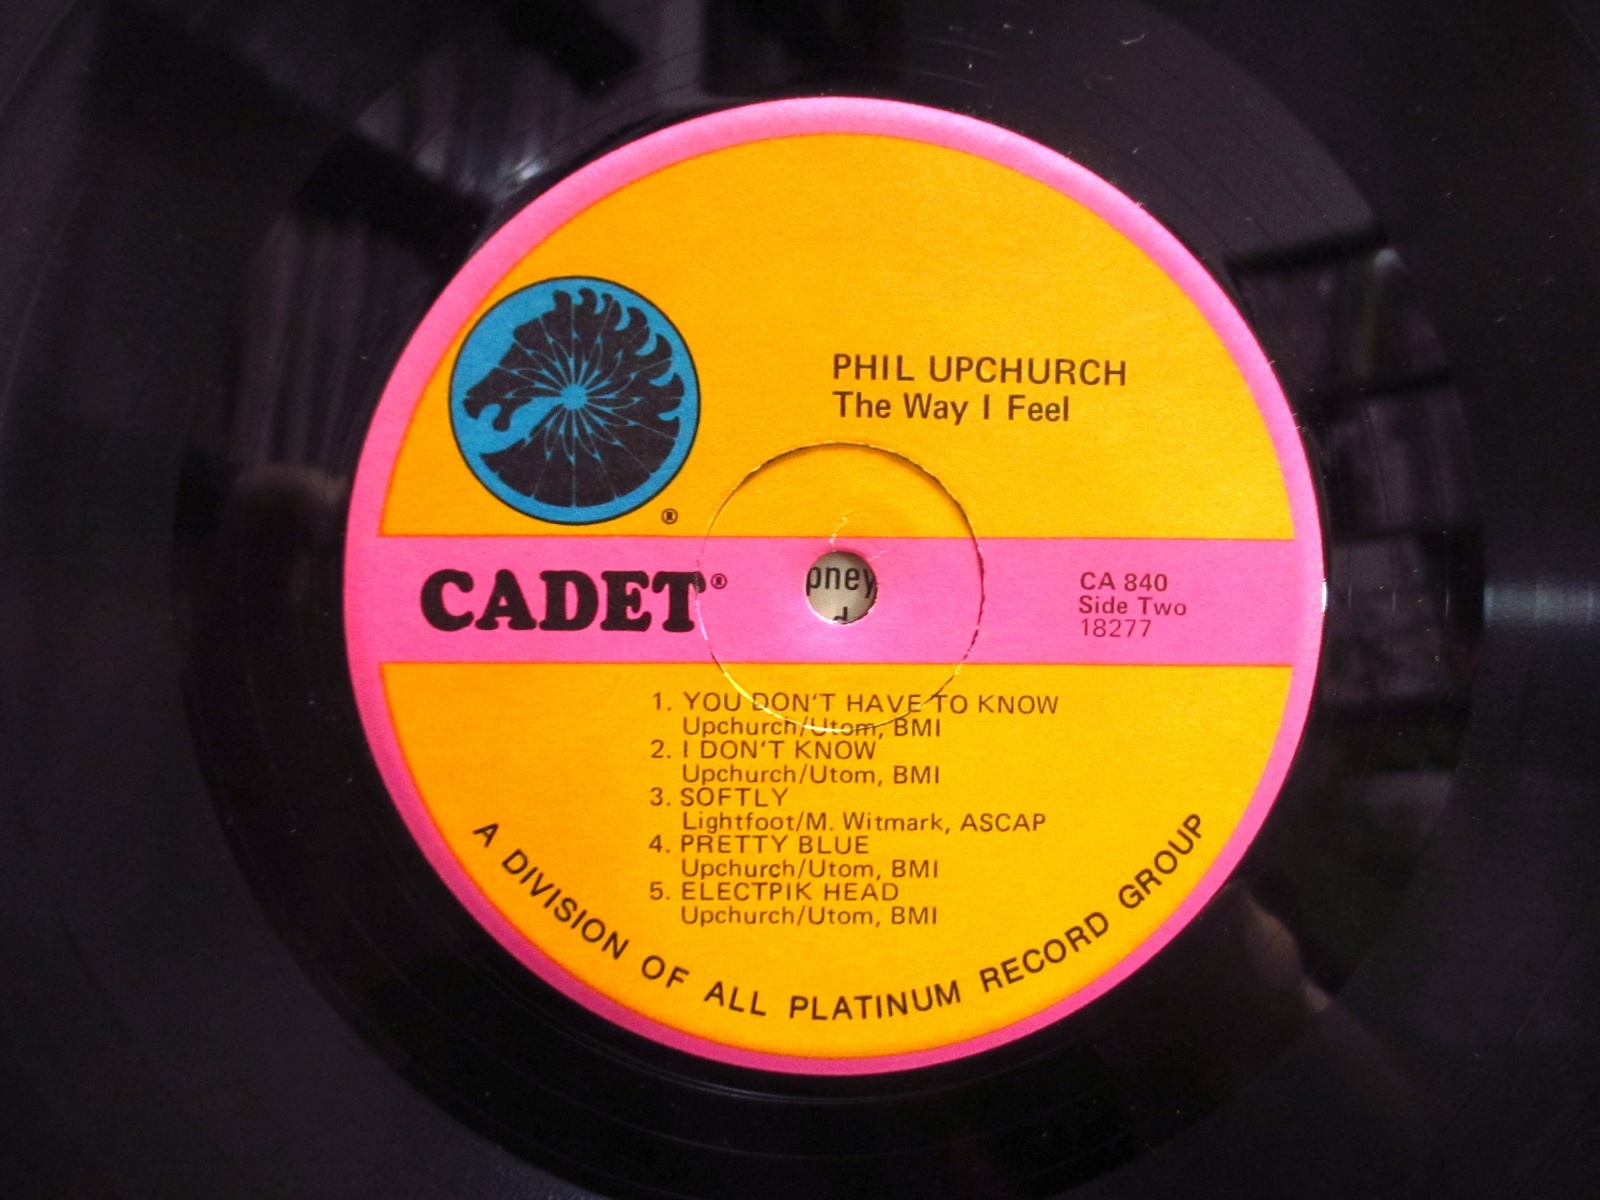 PHIL UPCHURCH
The Way I Feel
®
CADET®
pney
CA 840
Side Two
18277
1. YOU DON'T HAVE TO KNOW
Upchurch/Utom, BMI
2. I DON'T KNOW
Upchurch/Utom, BMI
3. SOFTLY
Lightfoot/M. Witmark, ASCAP
4. PRETTY BLUE
Upchurch/Utom, BMI
5. ELECTPIK HEAD
Upchurch/Utom, BMI
A DIVISION OF ALL PLATINUM RECORD GROUP